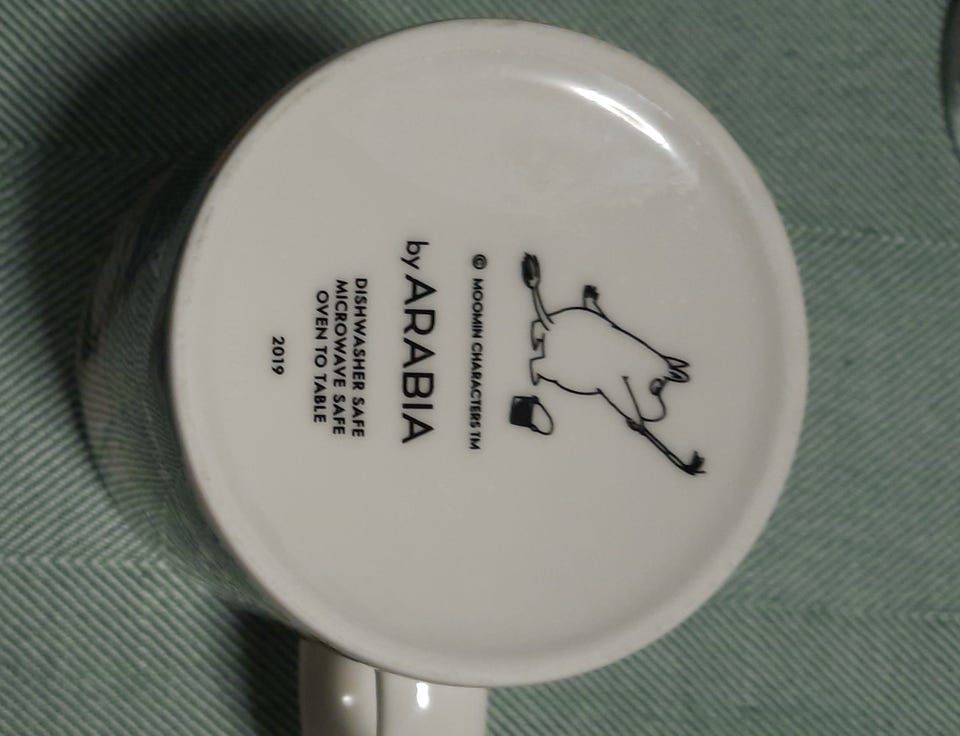 © MOOMIN CHARACTERS TM
by ARABIA
DISHWASHER SAFE
MICROWAVE SAFE
OVEN TO TABLE
2019